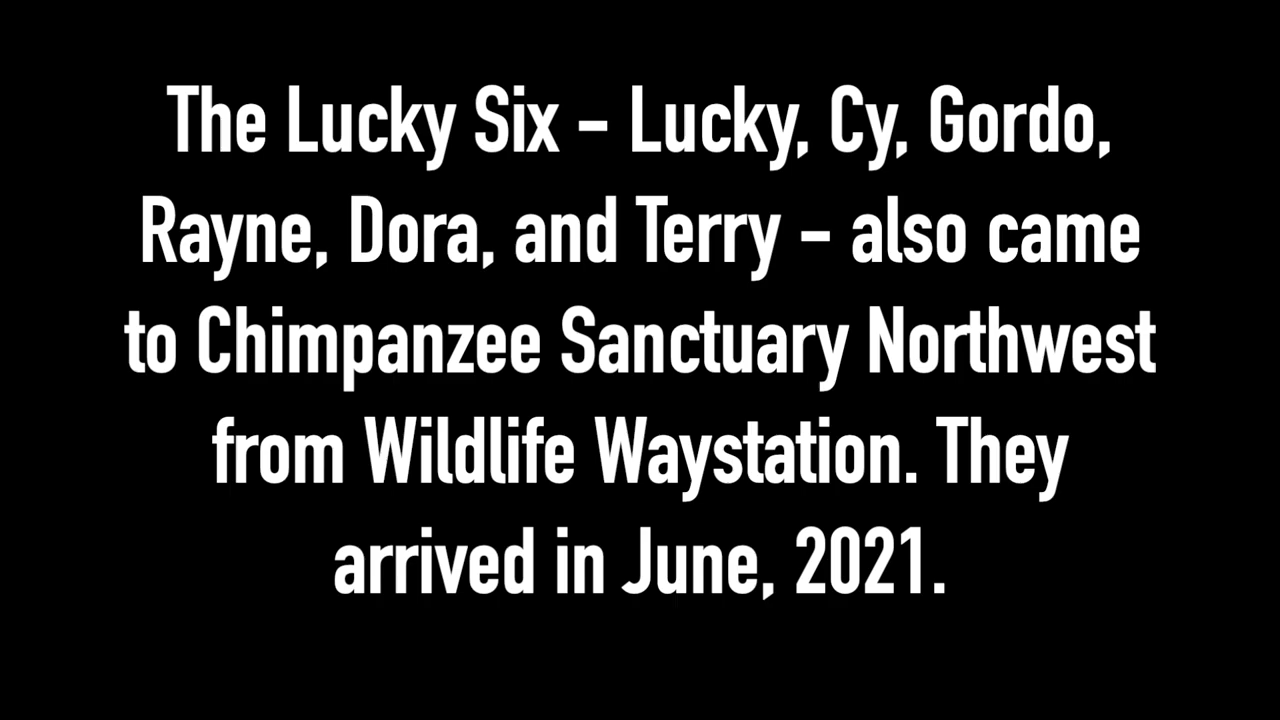 The Lucky Six – Lucky, Cy, Gordo,
Rayne, Dora, and Terry – also came
to Chimpanzee Sanctuary Northwest
from Wildlife Waystation. They
arrived in June, 2021.